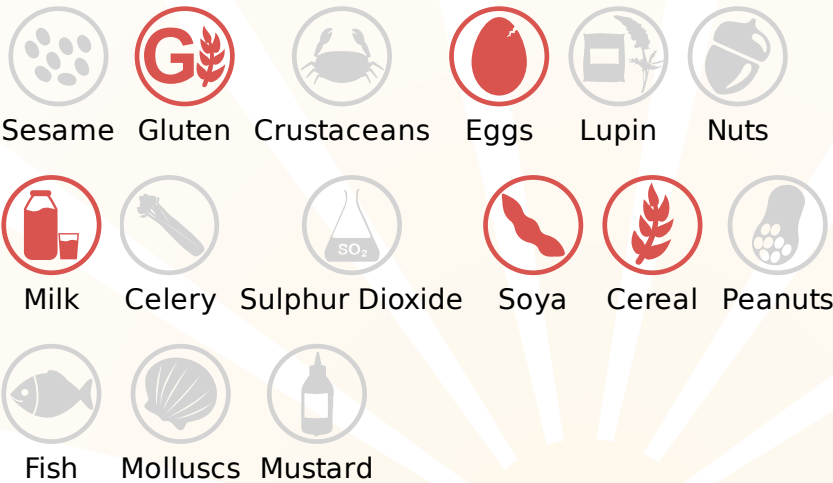 G
Sesame Gluten Crustaceans Eggs Lupin Nuts
SO₂
Milk Celery Sulphur Dioxide Soya Cereal Peanuts
Fish Molluscs Mustard